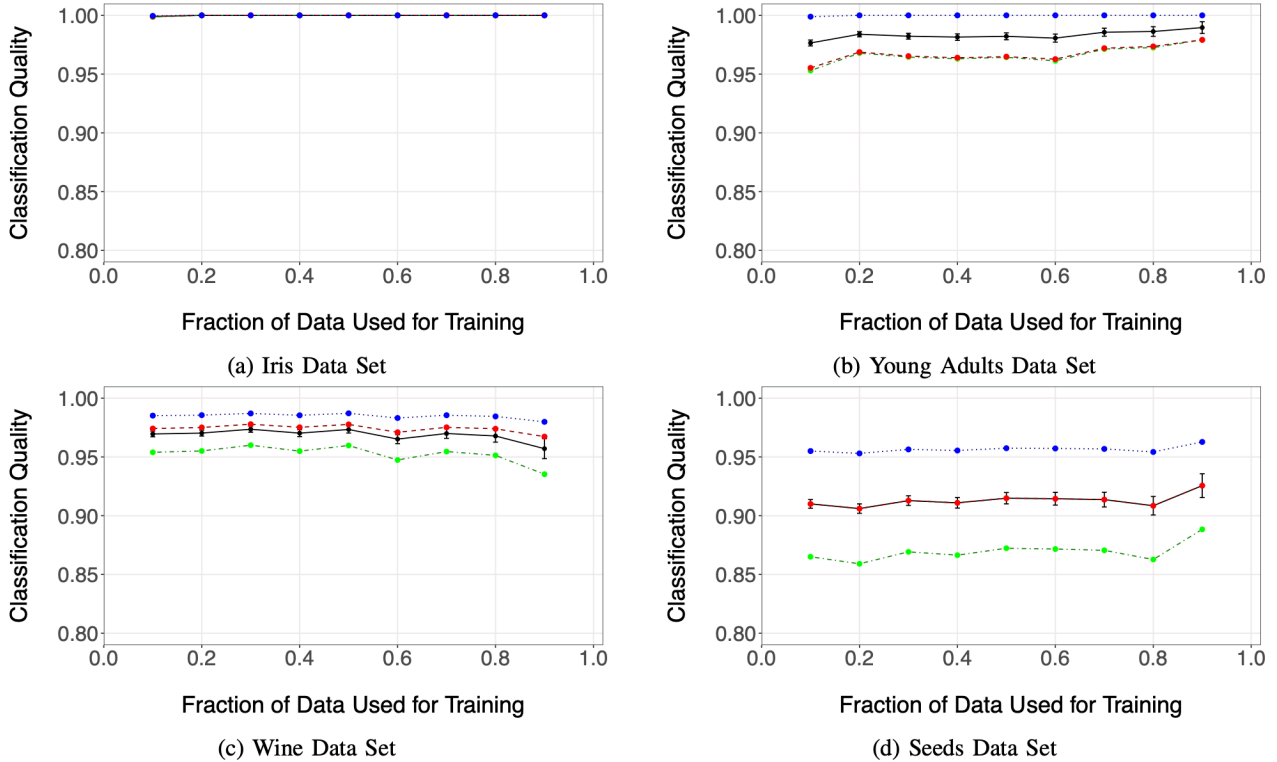 Classification Quality
1.00
0.95
0.90
0.85
0.80
0.0 0.2 0.4 0.6 0.8 1.0
Fraction of Data Used for Training
(a) Iris Data Set
Classification Quality
1.00
0.95
0.90
0.85
0.80
0.0 0.2 0.4 0.6 0.8 1.0
Fraction of Data Used for Training
(b) Young Adults Data Set
Classification Quality
1.00
0.95
0.90
0.85
0.80
0.0 0.2 0.4 0.6 0.8 1.0
Fraction of Data Used for Training
(c) Wine Data Set
Classification Quality
1.00
0.95
0.90
0.85
0.80
0.0 0.2 0.4 0.6 0.8 1.0
Fraction of Data Used for Training
(d) Seeds Data Set